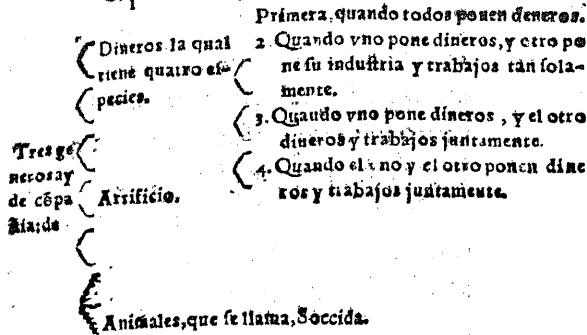 Primera, quando todos ponen deneros.
Dineros la qual
tiene quatro es-
pecies.
2. Quando vno pone dineros, y otro po
ne su industria y trabajos tan sola-
mente.
3. Quando vno pone dineros, y el otro
dineros y trabajos juntamente.
4. Quando el vno y el otro ponen dine
ros y trabajos juntamente.
Tres ge
neros ay
de cõpa
ñia; de
Artificio.
Animales, que se llama, Soccida.